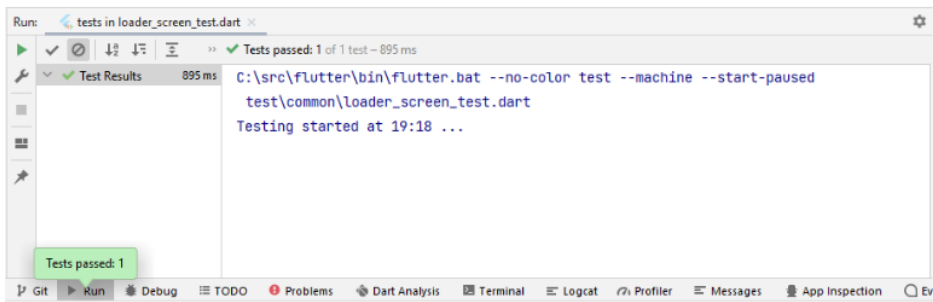 Run: tests in loader_screen_test.dart
Tests passed: 1 of 1 test – 895 ms
Test Results 895 ms
C:\src\flutter\bin\flutter.bat --no-color test --machine --start-paused
test\common\loader_screen_test.dart
Testing started at 19:18 ...
Tests passed: 1
Git Run Debug TODO Problems Dart Analysis Terminal Logcat Profiler Messages App Inspection Ev